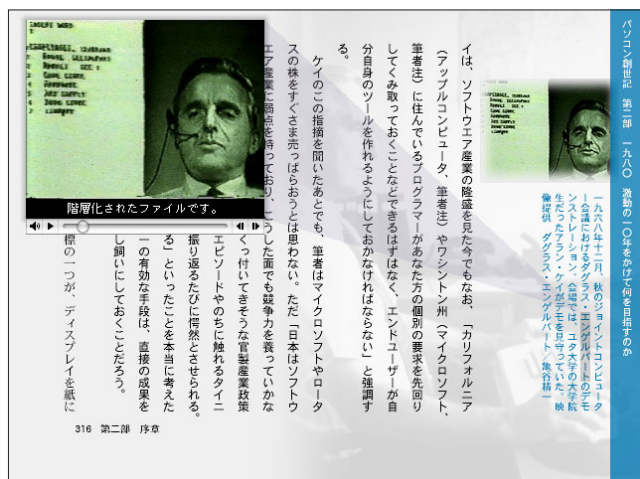 パソコン創世記　第二部　一九八〇　激動の一〇年をかけて何を目指すのか
一九六八年十二月、秋のジョイントコンピュータ
ー会議におけるダグラス・エンゲルバートのデモ
ンストレーション。会場では、ユタ大学の大学院
生だったアラン・ケイがデモを見守っていた。映
像提供　ダグラス・エンゲルバート／無谷精一
イは、ソフトウエア産業の隆盛を見た今でもなお、「カリフォルニア
（アップルコンピュータ、筆者注）やワシントン州（マイクロソフト、
筆者注）に住んでいるプログラマーがあなた方の個別の要求を先回り
してくみ取っておくことなどできるはずはなく、エンドユーザーが自
分自身のツールを作れるようにしておかなければならない」と強調す
る。
ケイのこの指摘を聞いたあとでも、筆者はマイクロソフトやロータ
スの株をすぐさま売っぱらおうとは思わない。ただ「日本はソフトウ
エア産業に弱点を持っており、こうした面でも競争力を養っていかな
くっ付いてきそうな官製産業政策
エピソードやのちに触れるタイニ
振り返るたびに愕然とさせられる。
る」といったことを本当に考えた
一の有効な手段は、直接の成果を
し飼いにしておくことだろう。
標の一つが、ディスプレイを紙に
階層化されたファイルです。
316　第二部　序章